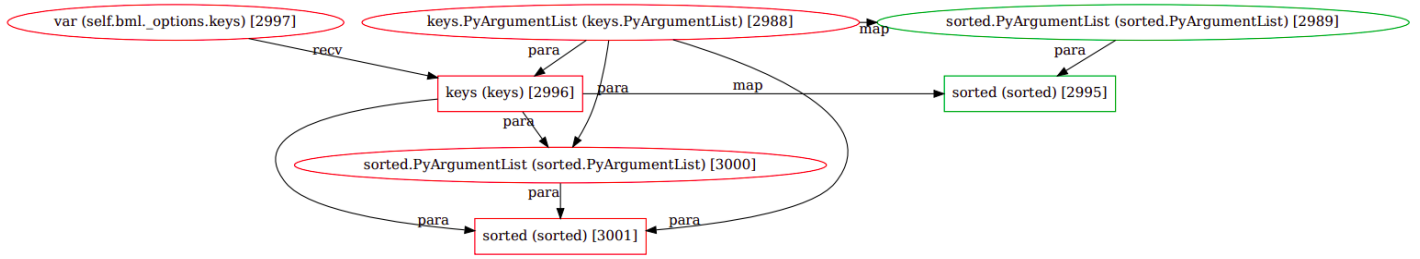 var (self.bml._options.keys) [2997]
keys.PyArgumentList (keys.PyArgumentList) [2988]
map
sorted.PyArgumentList (sorted.PyArgumentList) [2989]
recv
para
para
para
keys (keys) [2996]
map
sorted (sorted) [2995]
para
sorted.PyArgumentList (sorted.PyArgumentList) [3000]
para
para
para
sorted (sorted) [3001]